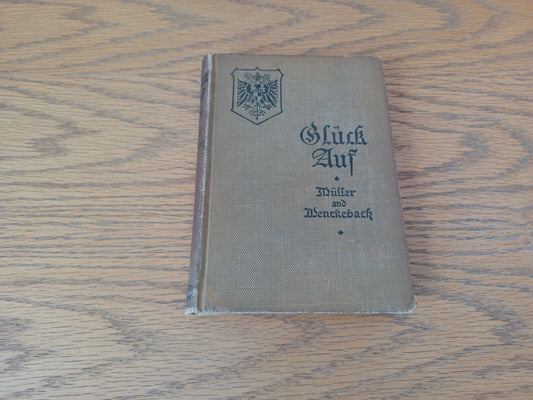 Glück
Auf
Müller
and
Wenckebach